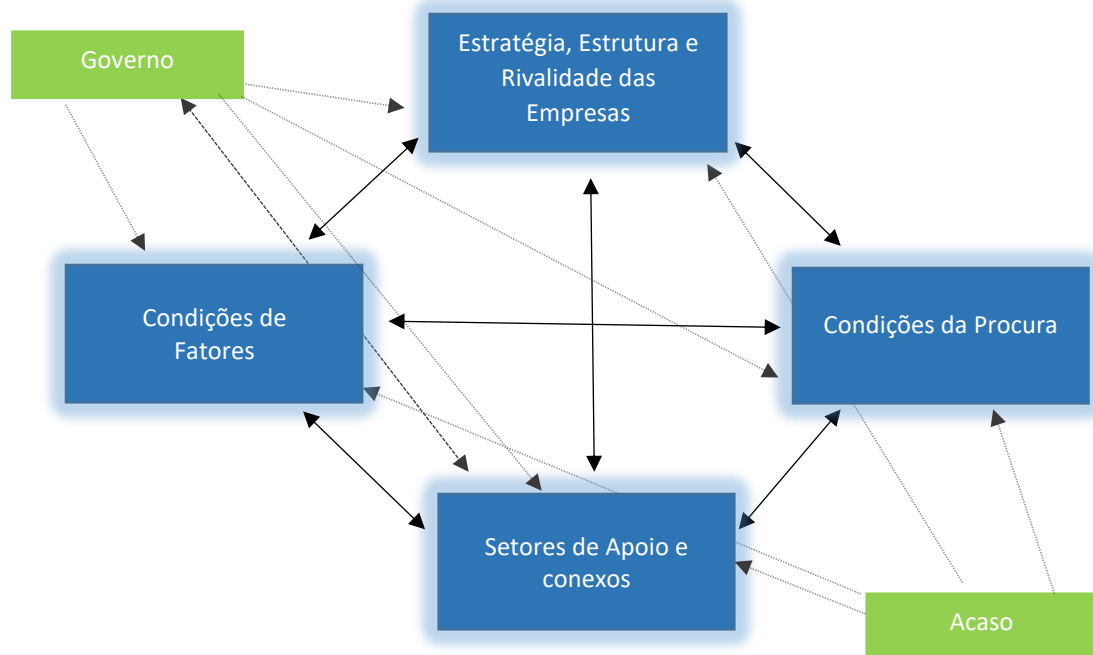 Governo
Estratégia, Estrutura e
Rivalidade das
Empresas
Condições de
Fatores
Condições da Procura
Setores de Apoio e
conexos
Acaso